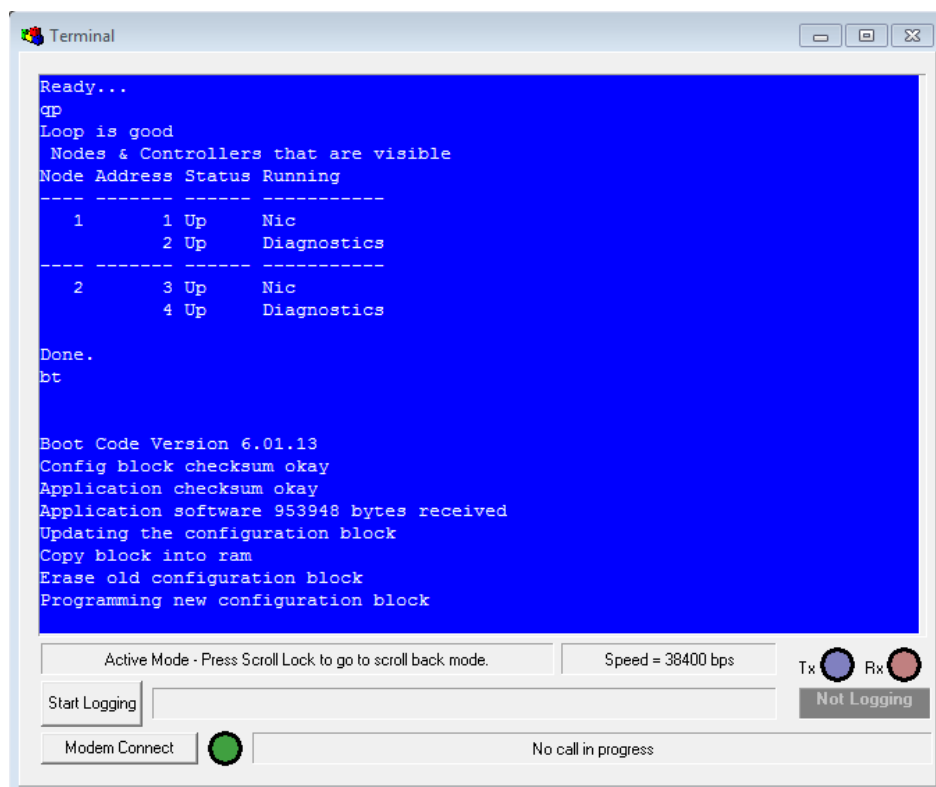 Terminal
Ready...
qp
Loop is good
 Nodes & Controllers that are visible
Node Address Status Running
---- ------- ------ -----------
   1       1 Up     Nic
           2 Up     Diagnostics
---- ------- ------ -----------
   2       3 Up     Nic
           4 Up     Diagnostics
Done.
bt
Boot Code Version 6.01.13
Config block checksum okay
Application checksum okay
Application software 953948 bytes received
Updating the configuration block
Copy block into ram
Erase old configuration block
Programming new configuration block
Active Mode - Press Scroll Lock to go to scroll back mode.
Speed = 38400 bps
Tx Rx
Start Logging
Not Logging
Modem Connect
No call in progress